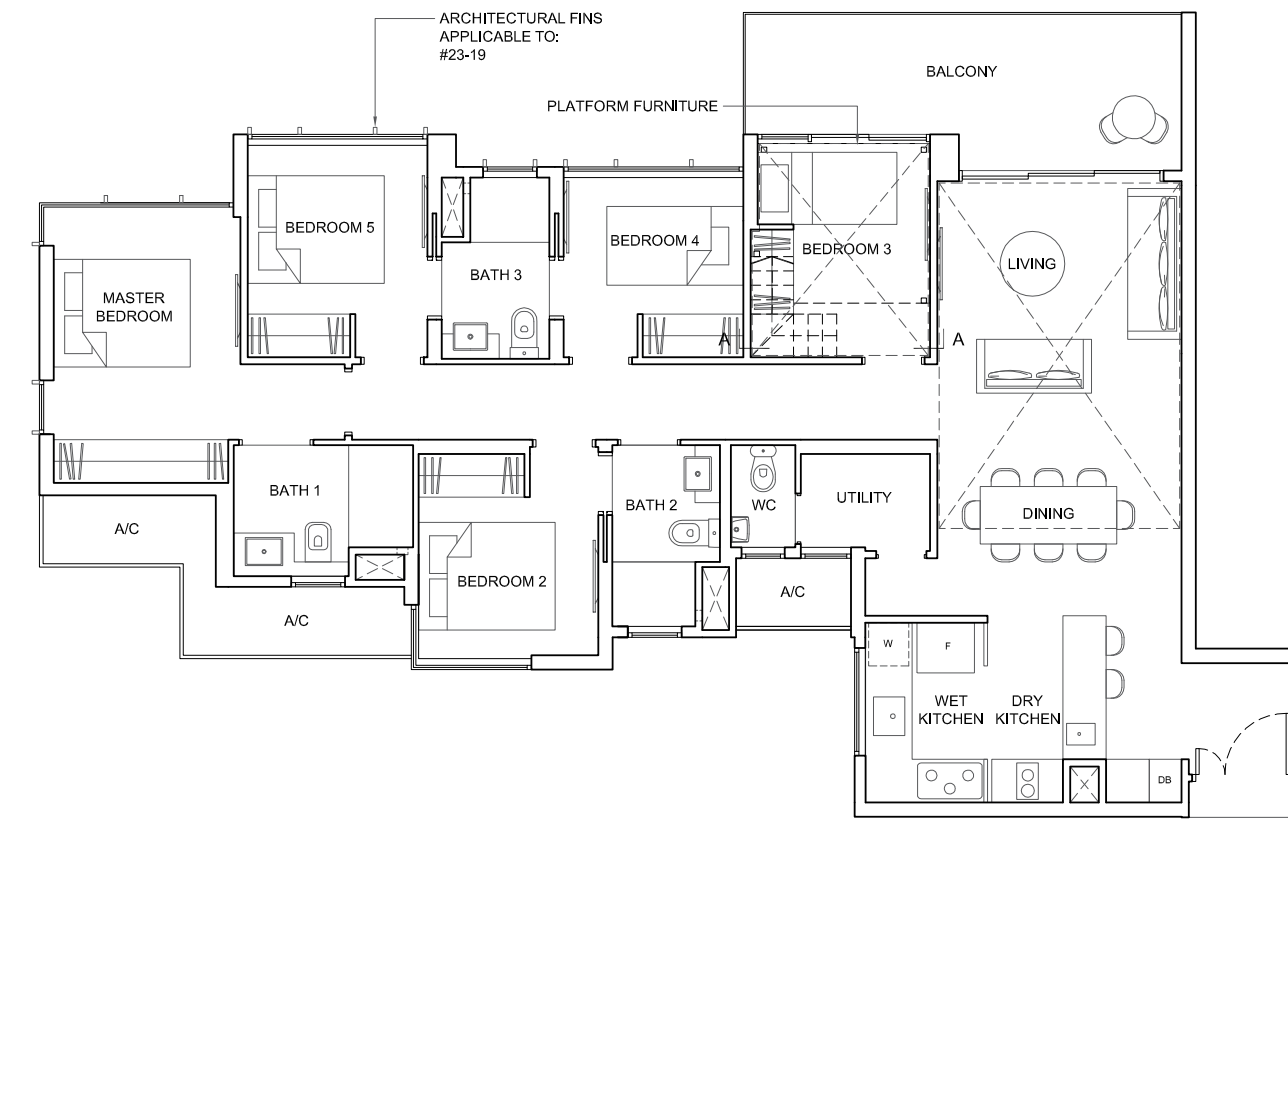 ARCHITECTURAL FINS
APPLICABLE TO:
#23-19
BALCONY
PLATFORM FURNITURE
BEDROOM 5
BEDROOM 4
BEDROOM 3
BATH 3
LIVING
MASTER
BEDROOM
A
A
BATH 1
BATH 2
WC
UTILITY
DINING
A/C
BEDROOM 2
A/C
A/C
W
F
WET
KITCHEN
DRY
KITCHEN
DB